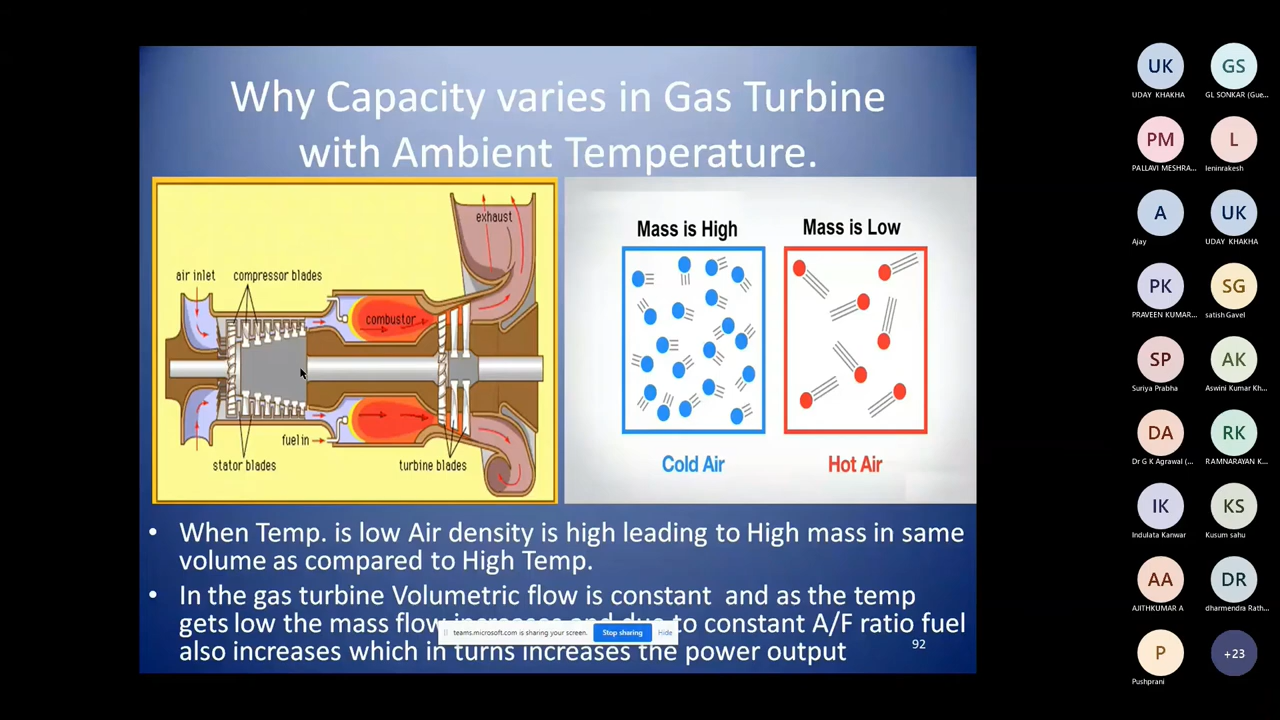 Why Capacity varies in Gas Turbine
with Ambient Temperature.
exhaust
air inlet
compressor blades
combustor
fuel in
stator blades
turbine blades
Mass is High
Mass is Low
Cold Air
Hot Air
• When Temp. is low Air density is high leading to High mass in same
volume as compared to High Temp.
• In the gas turbine Volumetric flow is constant and as the temp
gets low the mass flow to constant A/F ratio fuel
also increases which in turns increases the power output
teams.microsoft.com is sharing your screen.
Stop sharing
Hide
92
UK
UDAY KHAKHA
GS
GL SONKAR (Gue...
PM
PALLAVI MESHRA...
L
leninrakesh
A
Ajay
UK
UDAY KHAKHA
PK
PRAVEEN KUMAR...
SG
satish Gavel
SP
Suriya Prabha
AK
Aswini Kumar Kh...
DA
Dr G K Agrawal (...
RK
RAMNARAYAN K...
IK
Indulata Kanwar
KS
Kusum sahu
AA
AJITHKUMAR A
DR
dharmendra Rath...
P
Pushprani
+23